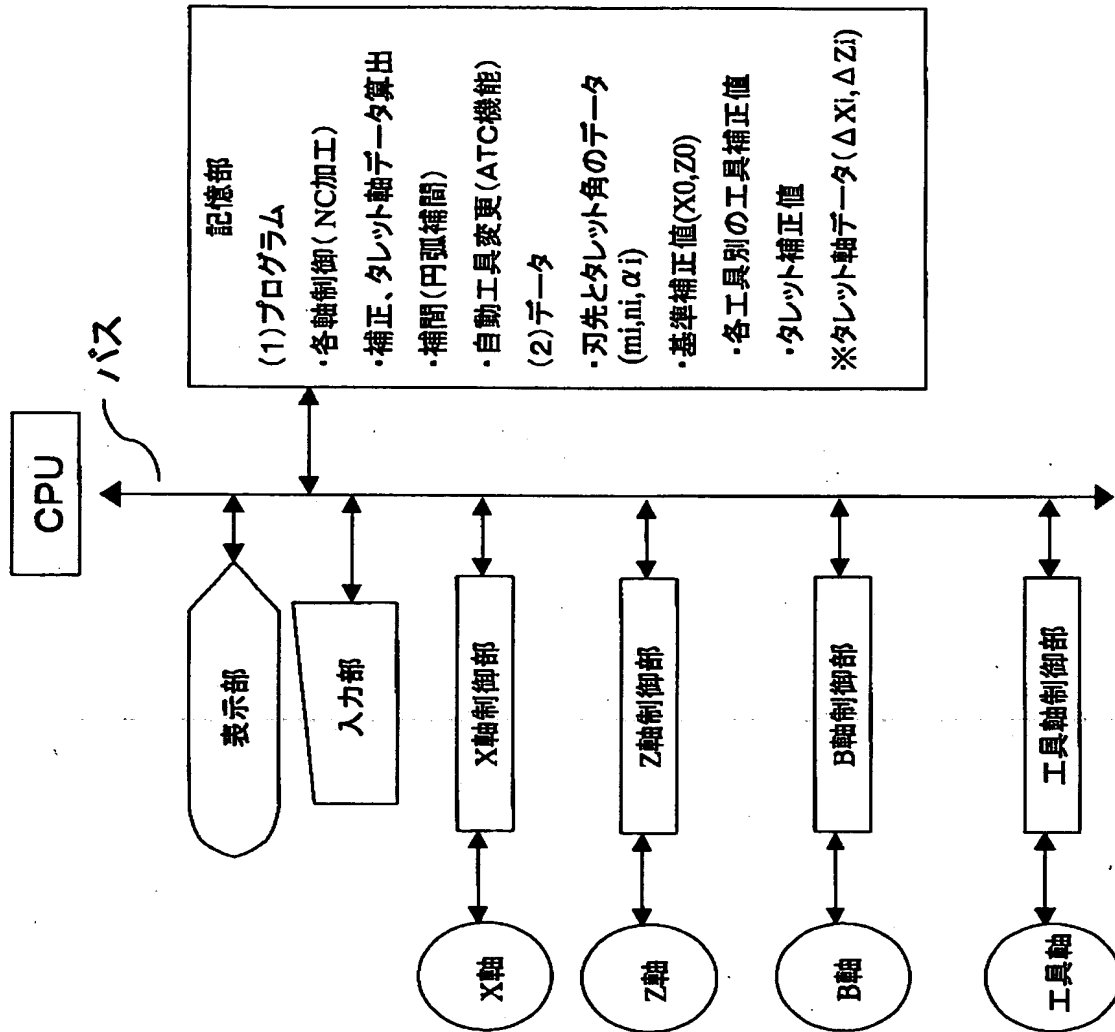 CPU
バス
表示部
入力部
X軸制御部
Z軸制御部
B軸制御部
工具軸制御部
X軸
Z軸
B軸
工具軸
記憶部
(1)プログラム
・各軸制御(NC加工)
・補正、タレット軸データ算出
・補間(円弧補間)
・自動工具変更(ATC機能)
(2)データ
・刃先とタレット角のデータ
(mi,ni,αi)
・基準補正値(X0,Z0)
・各工具別の工具補正値
・タレット補正値
※タレット軸データ(ΔXi,ΔZi)